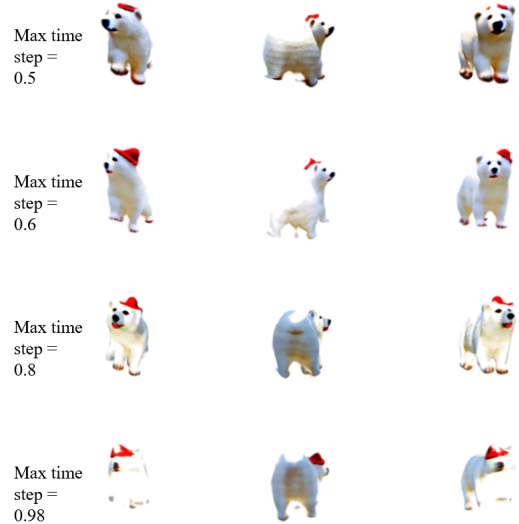 Max time
step =
0.5
Max time
step =
0.6
Max time
step =
0.8
Max time
step =
0.98